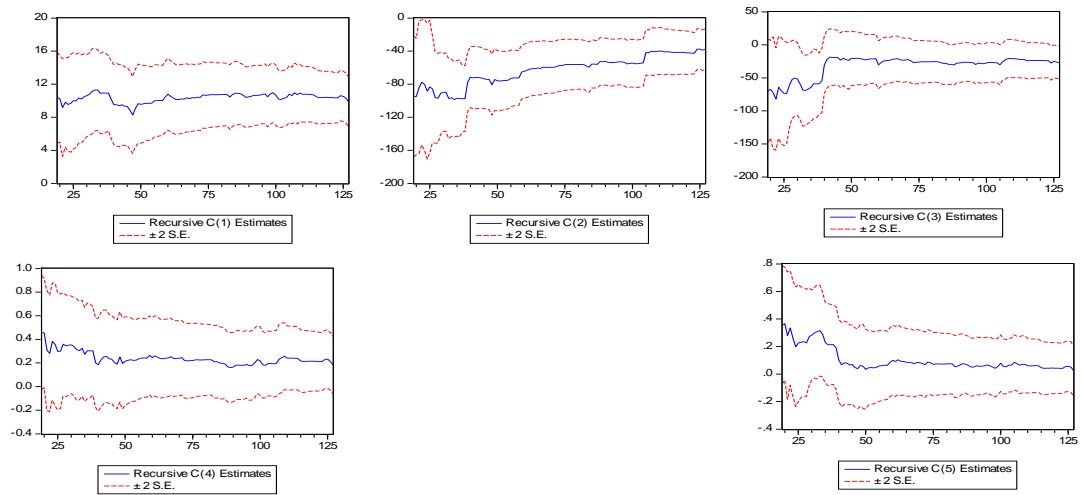 20
16
12
8
4
0
25 50 75 100 125
Recursive C(1) Estimates
± 2 S.E.
0
-40
-80
-120
-160
-200
25 50 75 100 125
Recursive C(2) Estimates
± 2 S.E.
50
0
-50
-100
-150
-200
25 50 75 100 125
Recursive C(3) Estimates
± 2 S.E.
1.0
0.8
0.6
0.4
0.2
0.0
-0.2
-0.4
25 50 75 100 125
Recursive C(4) Estimates
± 2 S.E.
.8
.6
.4
.2
.0
-.2
-.4
25 50 75 100 125
Recursive C(5) Estimates
± 2 S.E.